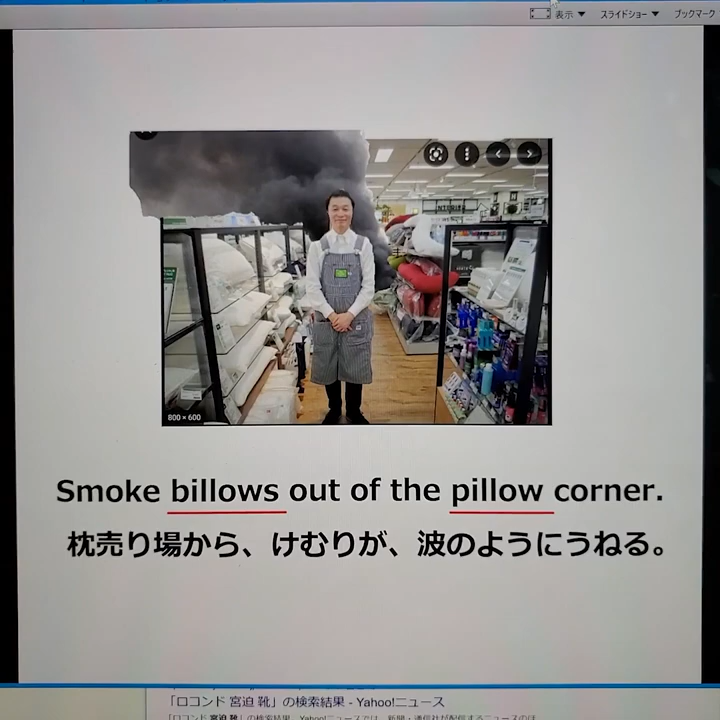 表示 ▼ スライドショー ▼ ブックマーク
800 × 600
Smoke billows out of the pillow corner.
枕売り場から、けむりが、波のようにうねる。
「ロコンド 宮迫 靴」の検索結果 - Yahoo!ニュース